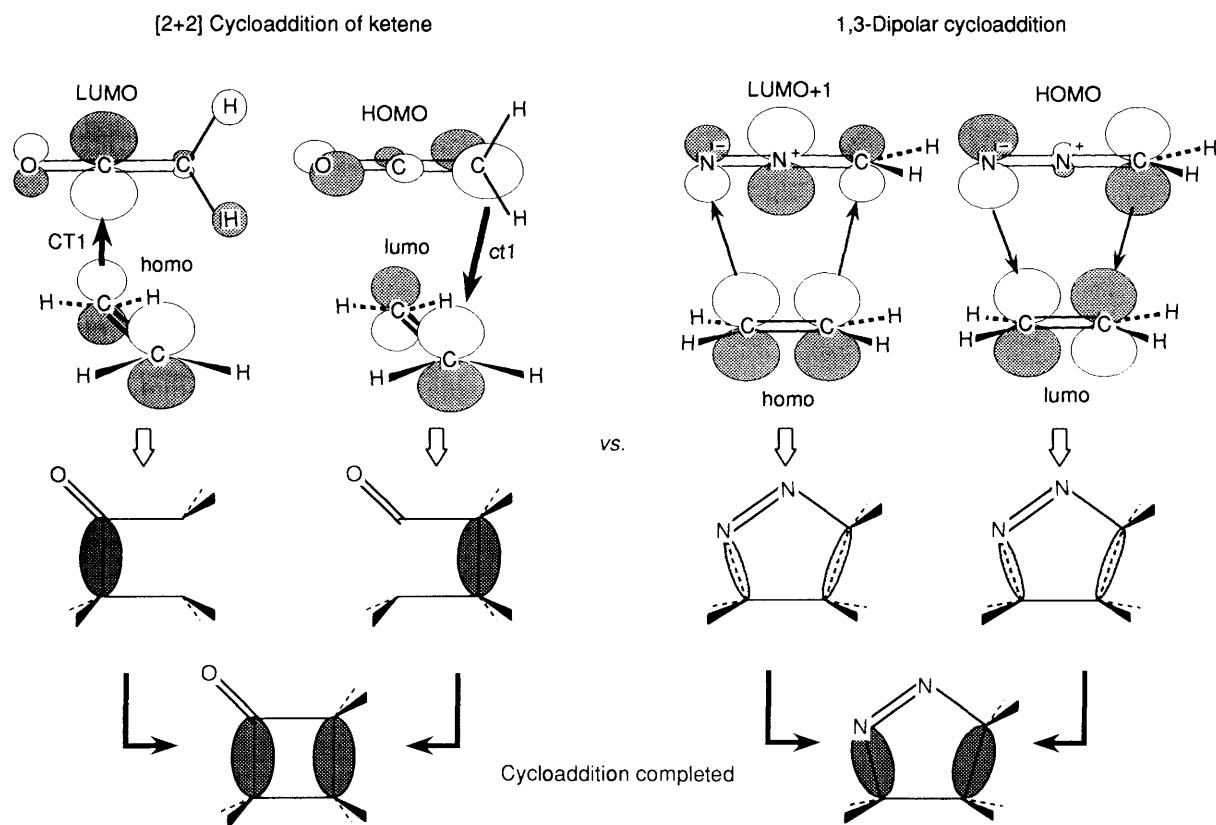 [2+2] Cycloaddition of ketene
1,3-Dipolar cycloaddition
LUMO
HOMO
LUMO+1
HOMO
H
H
O
C
C
H
O
C
C
H
H
N
−
N
+
C
H
H
N
−
N
+
C
H
H
CT1
homo
lumo
ct1
H
C
H
H
C
H
C
H
H
C
H
H
H
H
C
C
H
H
H
H
C
C
H
H
homo
lumo
vs.
O
O
N
N
N
N
O
N
N
Cycloaddition completed